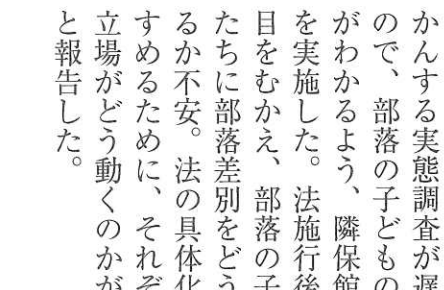 かんする実態調査が遅
ので、部落の子どもの
がわかるよう、隣保館
を実施した。法施行後
目をむかえ、部落の子
たちに部落差別をどう
るか不安。法の具体化
すめるために、それぞ
立場がどう動くのかが
と報告した。